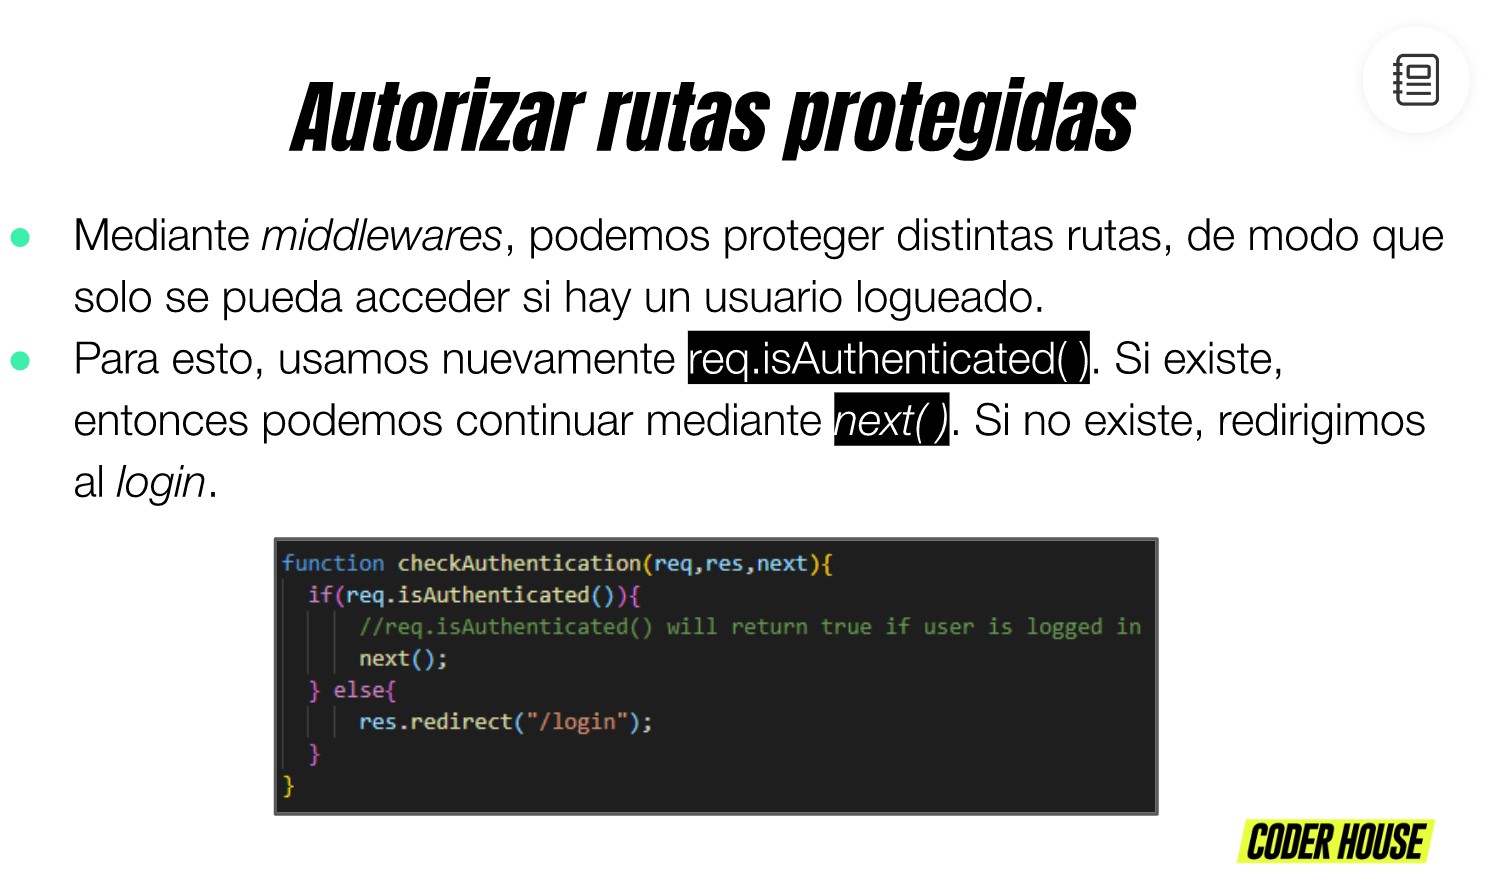 Autorizar rutas protegidas
● Mediante middlewares, podemos proteger distintas rutas, de modo que
solo se pueda acceder si hay un usuario logueado.
● Para esto, usamos nuevamente req.isAuthenticated( ). Si existe,
entonces podemos continuar mediante next( ). Si no existe, redirigimos
al login.
function checkAuthentication(req,res,next){
if(req.isAuthenticated()){
//req.isAuthenticated() will return true if user is logged in
next();
} else{
res.redirect("/login");
}
}
CODER HOUSE